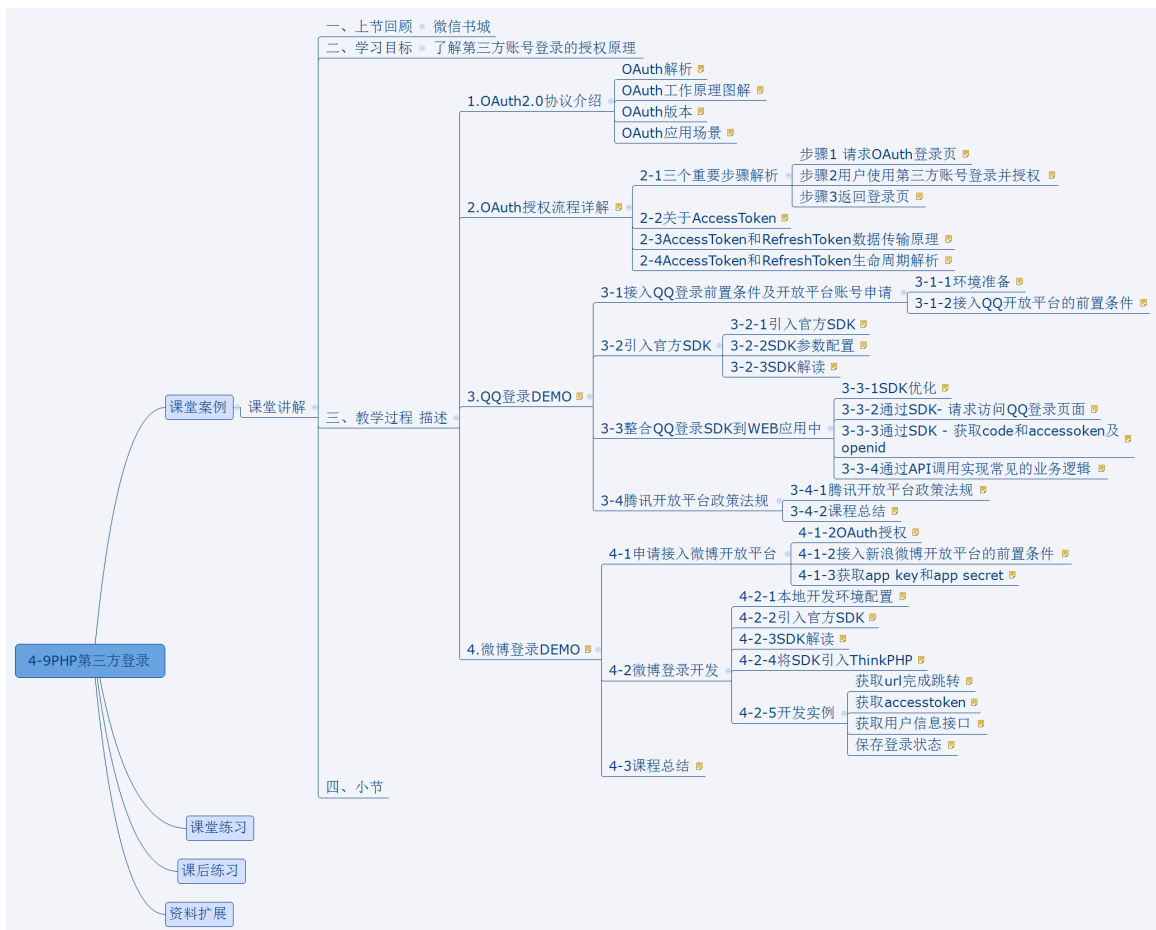 一、上节回顾 微信书城
二、学习目标 了解第三方账号登录的授权原理
OAuth解析
OAuth工作原理图解
1.OAuth2.0协议介绍
OAuth版本
OAuth应用场景
步骤1 请求OAuth登录页
2-1三个重要步骤解析
步骤2用户使用第三方账号登录并授权
步骤3返回登录页
2.OAuth授权流程详解
2-2关于AccessToken
2-3AccessToken和RefreshToken数据传输原理
2-4AccessToken和RefreshToken生命周期解析
3-1-1环境准备
3-1接入QQ登录前置条件及开放平台账号申请
3-1-2接入QQ开放平台的前置条件
3-2-1引入官方SDK
3-2引入官方SDK
3-2-2SDK参数配置
3-2-3SDK解读
3-3-1SDK优化
3.QQ登录DEMO
课堂案例
课堂讲解
三、教学过程 描述
3-3-2通过SDK- 请求访问QQ登录页面
3-3整合QQ登录SDK到WEB应用中
3-3-3通过SDK - 获取code和accessoken及
openid
3-3-4通过API调用实现常见的业务逻辑
3-4-1腾讯开放平台政策法规
3-4腾讯开放平台政策法规
3-4-2课程总结
4-1-2OAuth授权
4-1申请接入微博开放平台
4-1-2接入新浪微博开放平台的前置条件
4-1-3获取app key和app secret
4-2-1本地开发环境配置
4-2-2引入官方SDK
4-2-3SDK解读
4.微博登录DEMO
4-2-4将SDK引入ThinkPHP
4-9PHP第三方登录
4-2微博登录开发
获取url完成跳转
获取accesstoken
4-2-5开发实例
获取用户信息接口
保存登录状态
4-3课程总结
四、小节
课堂练习
课后练习
资料扩展